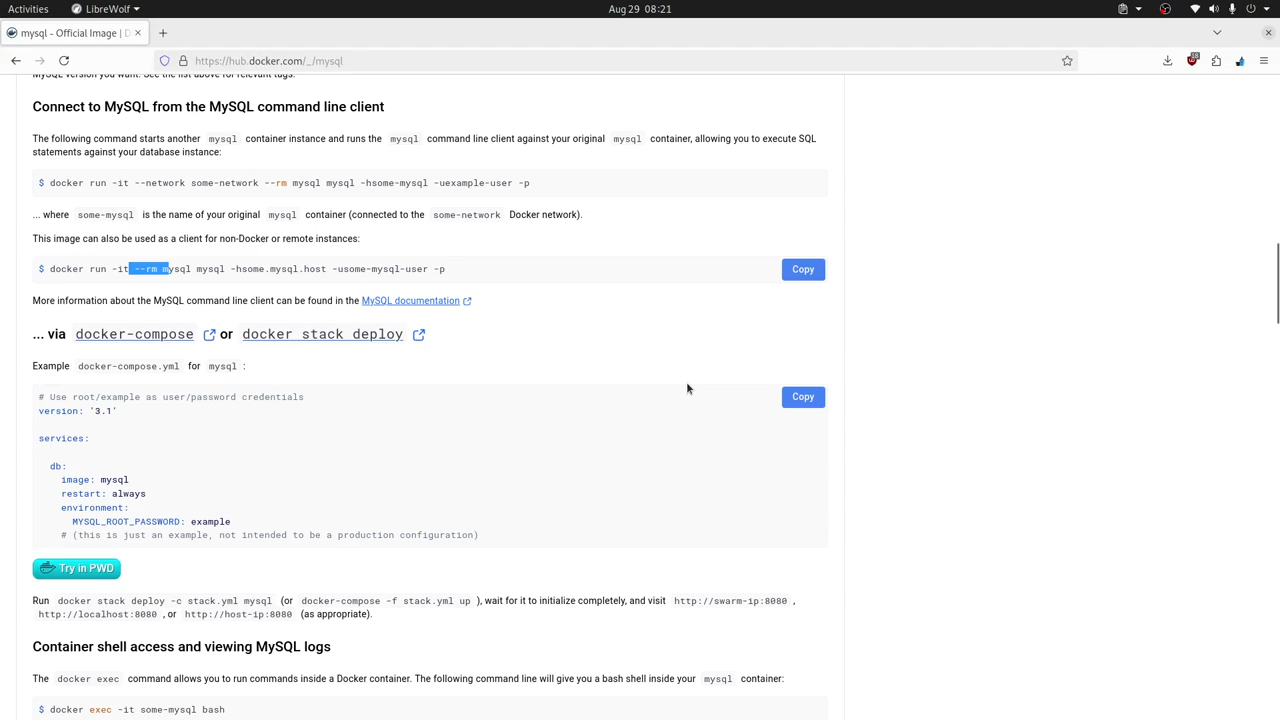 Activities LibreWolf Aug 29 08:21
mysql - Official Image | D
https://hub.docker.com/_/mysql
MySQL version you want. See the list above for relevant tags.
Connect to MySQL from the MySQL command line client
The following command starts another mysql container instance and runs the mysql command line client against your original mysql container, allowing you to execute SQL
statements against your database instance:
$ docker run -it --network some-network --rm mysql mysql -hsome-mysql -uexample-user -p
... where some-mysql is the name of your original mysql container (connected to the some-network Docker network).
This image can also be used as a client for non-Docker or remote instances:
$ docker run -it --rm mysql mysql -hsome.mysql.host -usome-mysql-user -p
Copy
More information about the MySQL command line client can be found in the MySQL documentation
... via docker-compose or docker stack deploy
Example docker-compose.yml for mysql :
# Use root/example as user/password credentials
Copy
version: '3.1'
services:
db:
image: mysql
restart: always
environment:
MYSQL_ROOT_PASSWORD: example
# (this is just an example, not intended to be a production configuration)
Try in PWD
Run docker stack deploy -c stack.yml mysql (or docker-compose -f stack.yml up ), wait for it to initialize completely, and visit http://swarm-ip:8080 ,
http://localhost:8080 , or http://host-ip:8080 (as appropriate).
Container shell access and viewing MySQL logs
The docker exec command allows you to run commands inside a Docker container. The following command line will give you a bash shell inside your mysql container:
$ docker exec -it some-mysql bash